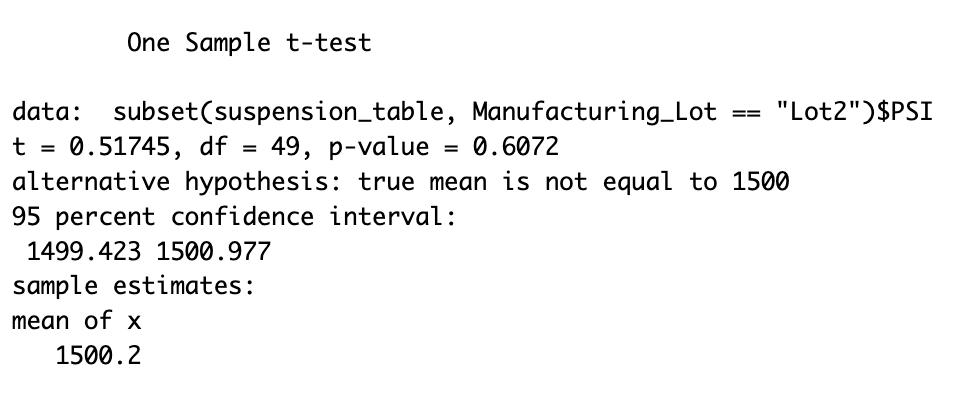 One Sample t-test
data:  subset(suspension_table, Manufacturing_Lot == "Lot2")$PSI
t = 0.51745, df = 49, p-value = 0.6072
alternative hypothesis: true mean is not equal to 1500
95 percent confidence interval:
1499.423 1500.977
sample estimates:
mean of x
1500.2